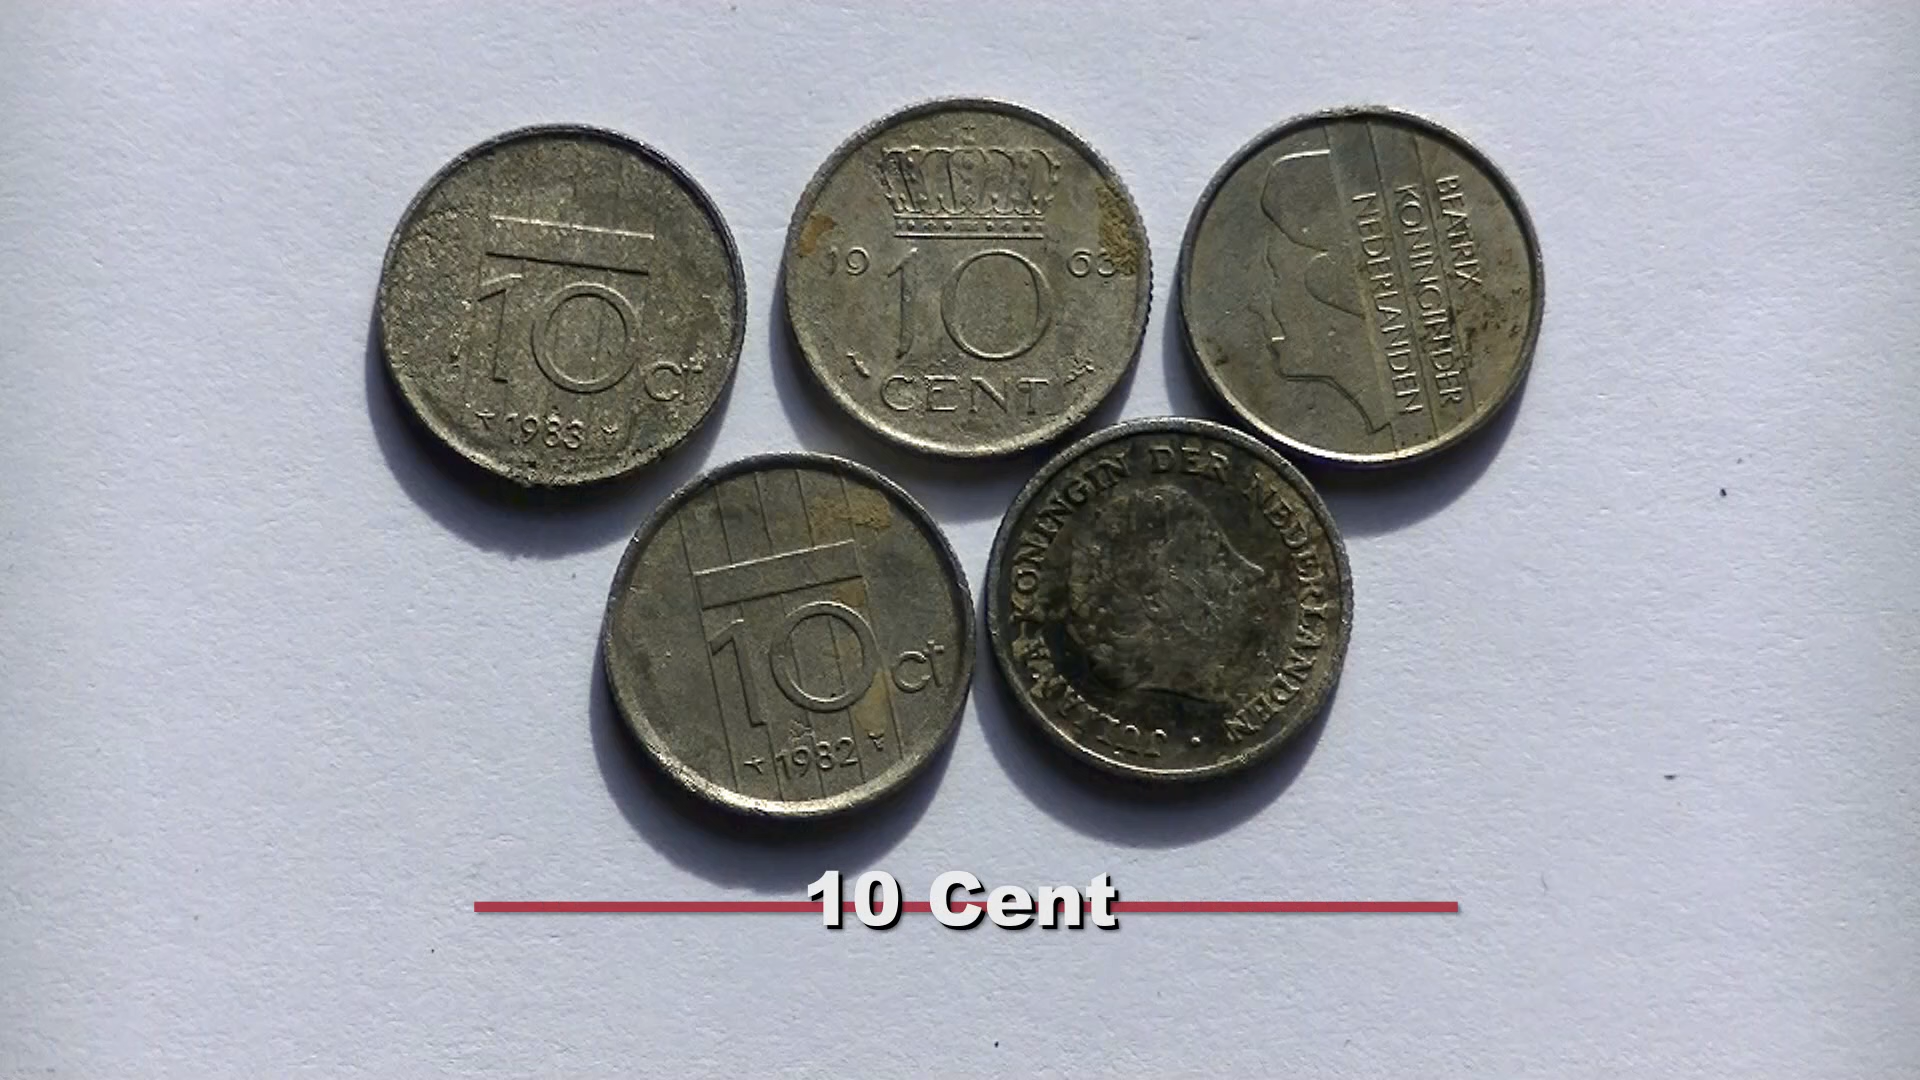 10
Ct
1983
19 10 63
CENT
BEATRIX
KONINGIN DER
NEDERLANDEN
10
Ct
1982
JULIANA KONINGIN DER NEDERLANDEN
10 Cent